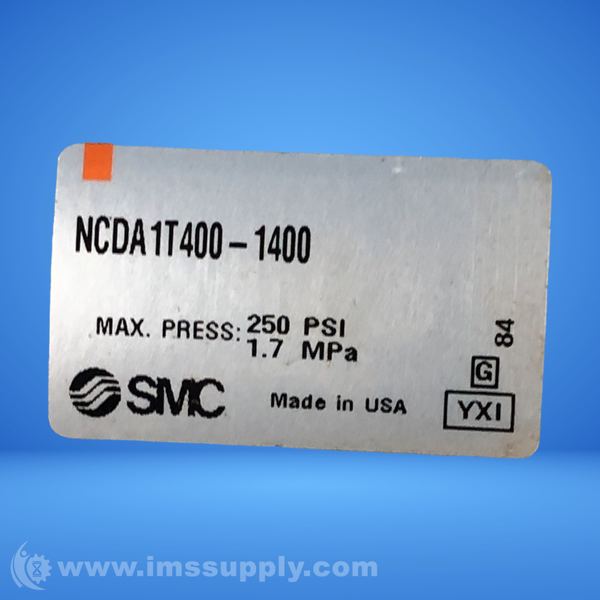 NCDA1T400-1400
MAX. PRESS: 250 PSI
1.7 MPa
SMC
Made in USA
84
G
YXI
www.imssupply.com